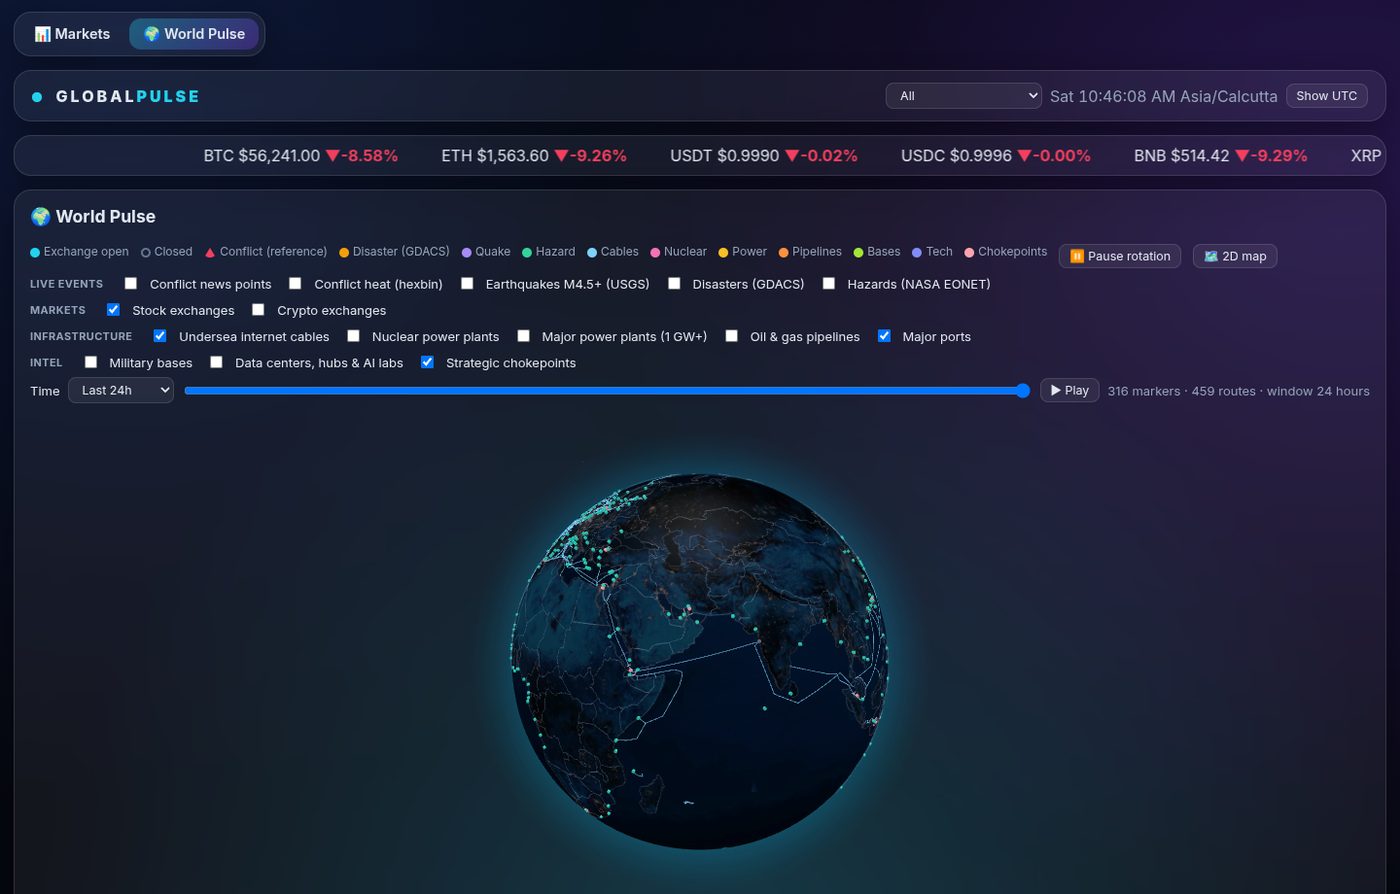 📊 Markets 🌍 World Pulse
GLOBALPULSE All Sat 10:46:08 AM Asia/Calcutta Show UTC
BTC $56,241.00 ▼-8.58% ETH $1,563.60 ▼-9.26% USDT $0.9990 ▼-0.02% USDC $0.9996 ▼-0.00% BNB $514.42 ▼-9.29% XRP
🌍 World Pulse
Exchange open Closed Conflict (reference) Disaster (GDACS) Quake Hazard Cables Nuclear Power Pipelines Bases Tech Chokepoints ⏸️ Pause rotation 🗺️ 2D map
LIVE EVENTS Conflict news points Conflict heat (hexbin) Earthquakes M4.5+ (USGS) Disasters (GDACS) Hazards (NASA EONET)
MARKETS Stock exchanges Crypto exchanges
INFRASTRUCTURE Undersea internet cables Nuclear power plants Major power plants (1 GW+) Oil & gas pipelines Major ports
INTEL Military bases Data centers, hubs & AI labs Strategic chokepoints
Time Last 24h ▶ Play 316 markers · 459 routes · window 24 hours